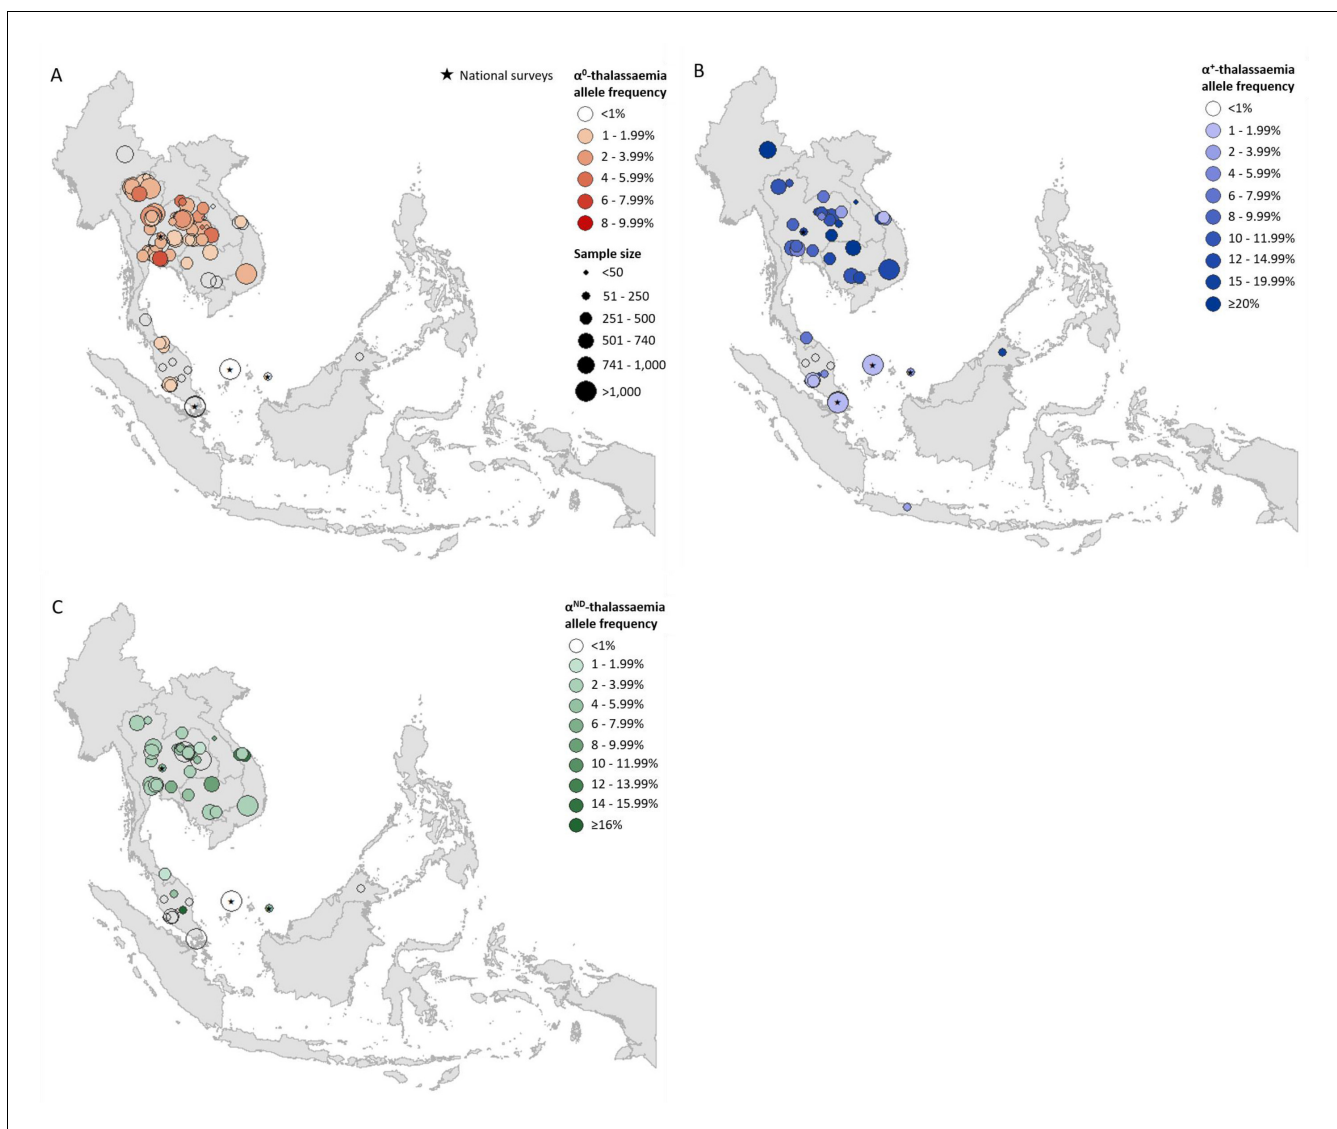 A
★ National surveys
α⁰-thalassaemia
allele frequency
<1%
1 - 1.99%
2 - 3.99%
4 - 5.99%
6 - 7.99%
8 - 9.99%
Sample size
<50
51 - 250
251 - 500
501 - 740
741 - 1,000
>1,000
B
α⁺-thalassaemia
allele frequency
<1%
1 - 1.99%
2 - 3.99%
4 - 5.99%
6 - 7.99%
8 - 9.99%
10 - 11.99%
12 - 14.99%
15 - 19.99%
≥20%
C
αᴺᴰ-thalassaemia
allele frequency
<1%
1 - 1.99%
2 - 3.99%
4 - 5.99%
6 - 7.99%
8 - 9.99%
10 - 11.99%
12 - 13.99%
14 - 15.99%
≥16%